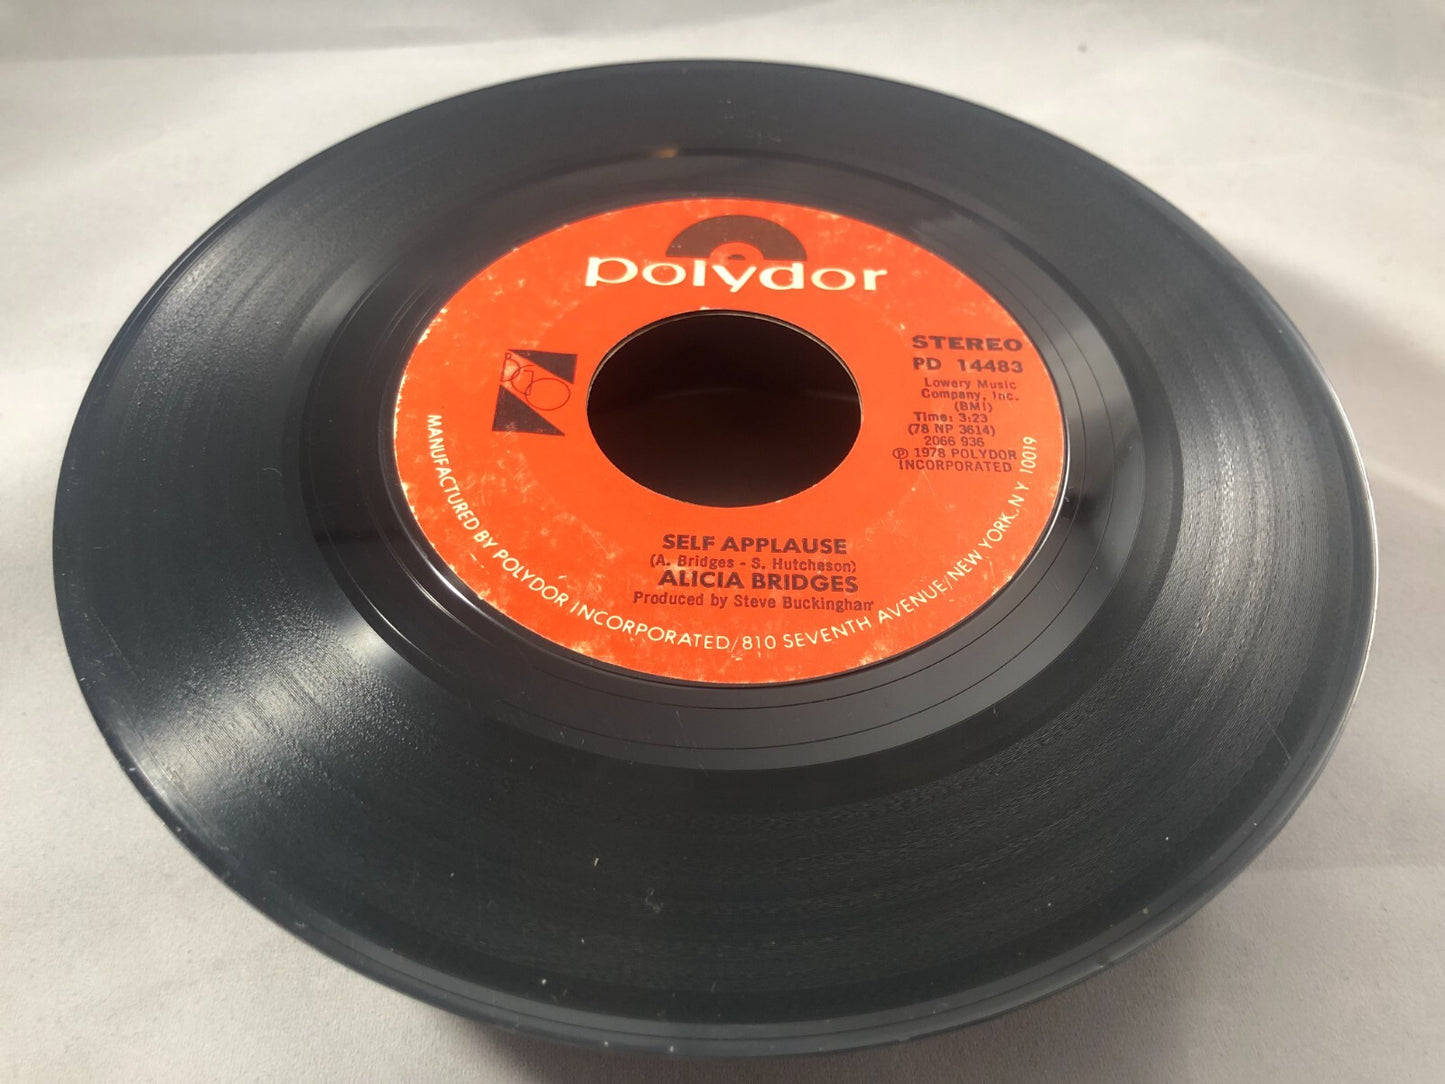 polydor
STEREO
PD 14483
Lowery Music
Company, Inc.
(BMI)
Time: 3:23
(78 NP 3614)
2066 936
℗ 1978 POLYDOR
INCORPORATED
SELF APPLAUSE
(A. Bridges - S. Hutcheson)
ALICIA BRIDGES
Produced by Steve Buckingham
MANUFACTURED BY POLYDOR INCORPORATED/810 SEVENTH AVENUE/NEW YORK, N.Y. 10019